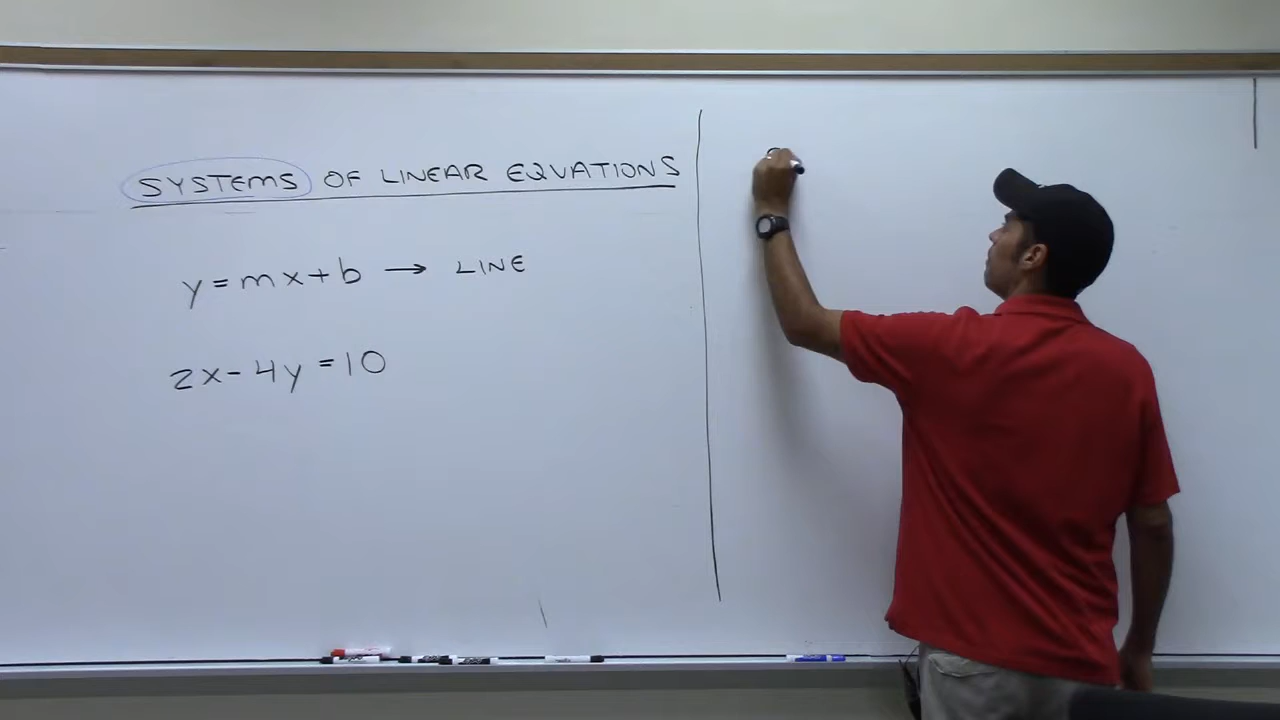 SYSTEMS OF LINEAR EQUATIONS
y = mx + b → LINE
2x - 4y = 10